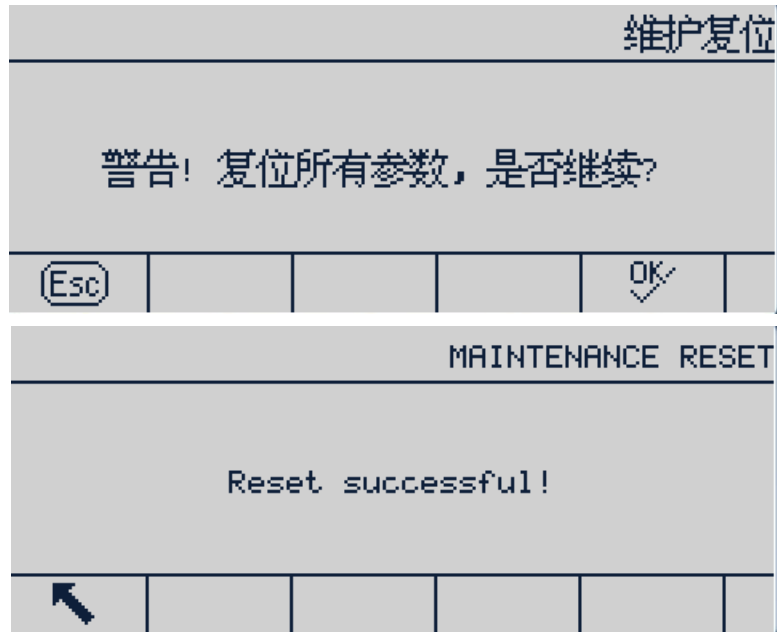 维护复位
警告! 复位所有参数，是否继续?
Esc
OK
MAINTENANCE RESET
Reset successful!